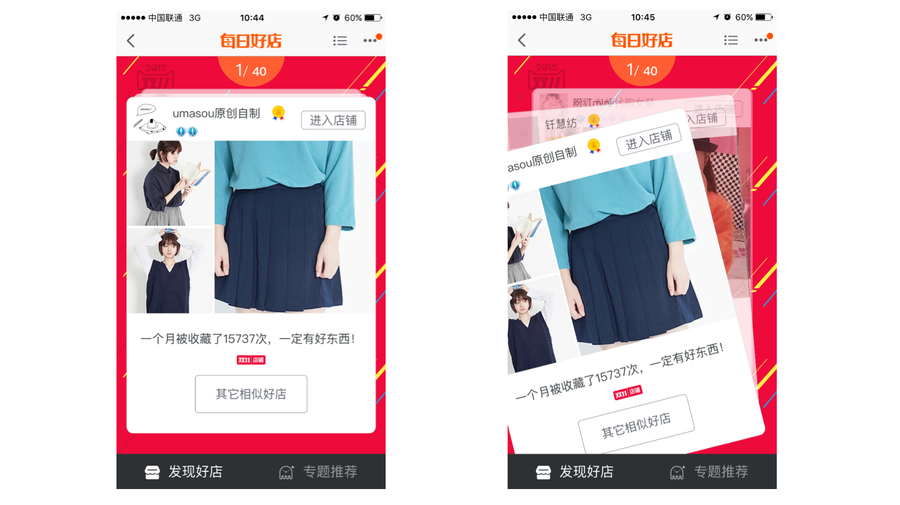 中国联通 3G 10:44 60%
每日好店
2015
1/ 40
umasou原创自制
进入店铺
一个月被收藏了15737次，一定有好东西！
双11 店铺
其它相似好店
发现好店 专题推荐
中国联通 3G 10:45 60%
每日好店
1/ 40
进入店铺
钎慧纺
入店铺
asou原创自制
进入店铺
一个月被收藏了15737次，一定有好东西！
双11 店铺
其它相似好店
发现好店 专题推荐